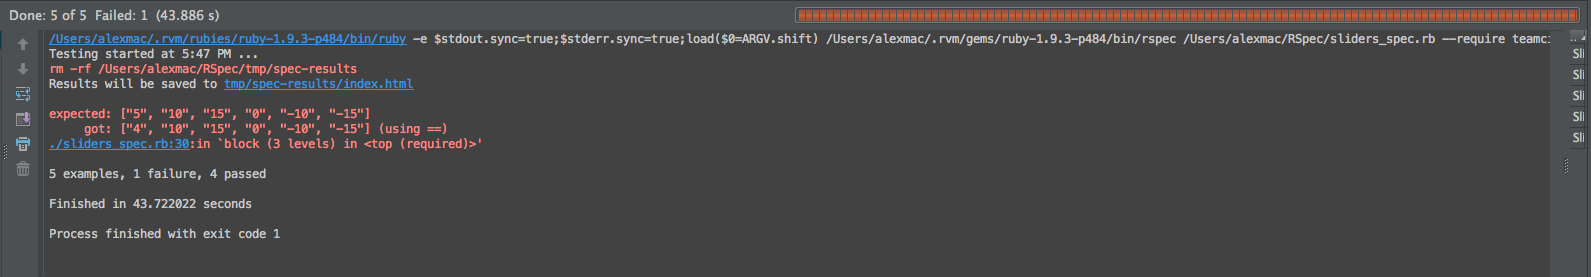 Done: 5 of 5 Failed: 1 (43.886 s)
/Users/alexmac/.rvm/rubies/ruby-1.9.3-p484/bin/ruby -e $stdout.sync=true;$stderr.sync=true;load($0=ARGV.shift) /Users/alexmac/.rvm/gems/ruby-1.9.3-p484/bin/rspec /Users/alexmac/RSpec/sliders_spec.rb --require teamci
Testing started at 5:47 PM ...
rm -rf /Users/alexmac/RSpec/tmp/spec-results
Results will be saved to tmp/spec-results/index.html
expected: ["5", "10", "15", "0", "-10", "-15"]
got: ["4", "10", "15", "0", "-10", "-15"] (using ==)
./sliders_spec.rb:30:in `block (3 levels) in <top (required)>'
5 examples, 1 failure, 4 passed
Finished in 43.722022 seconds
Process finished with exit code 1
Sli
Sli
Sli
Sli
Sli